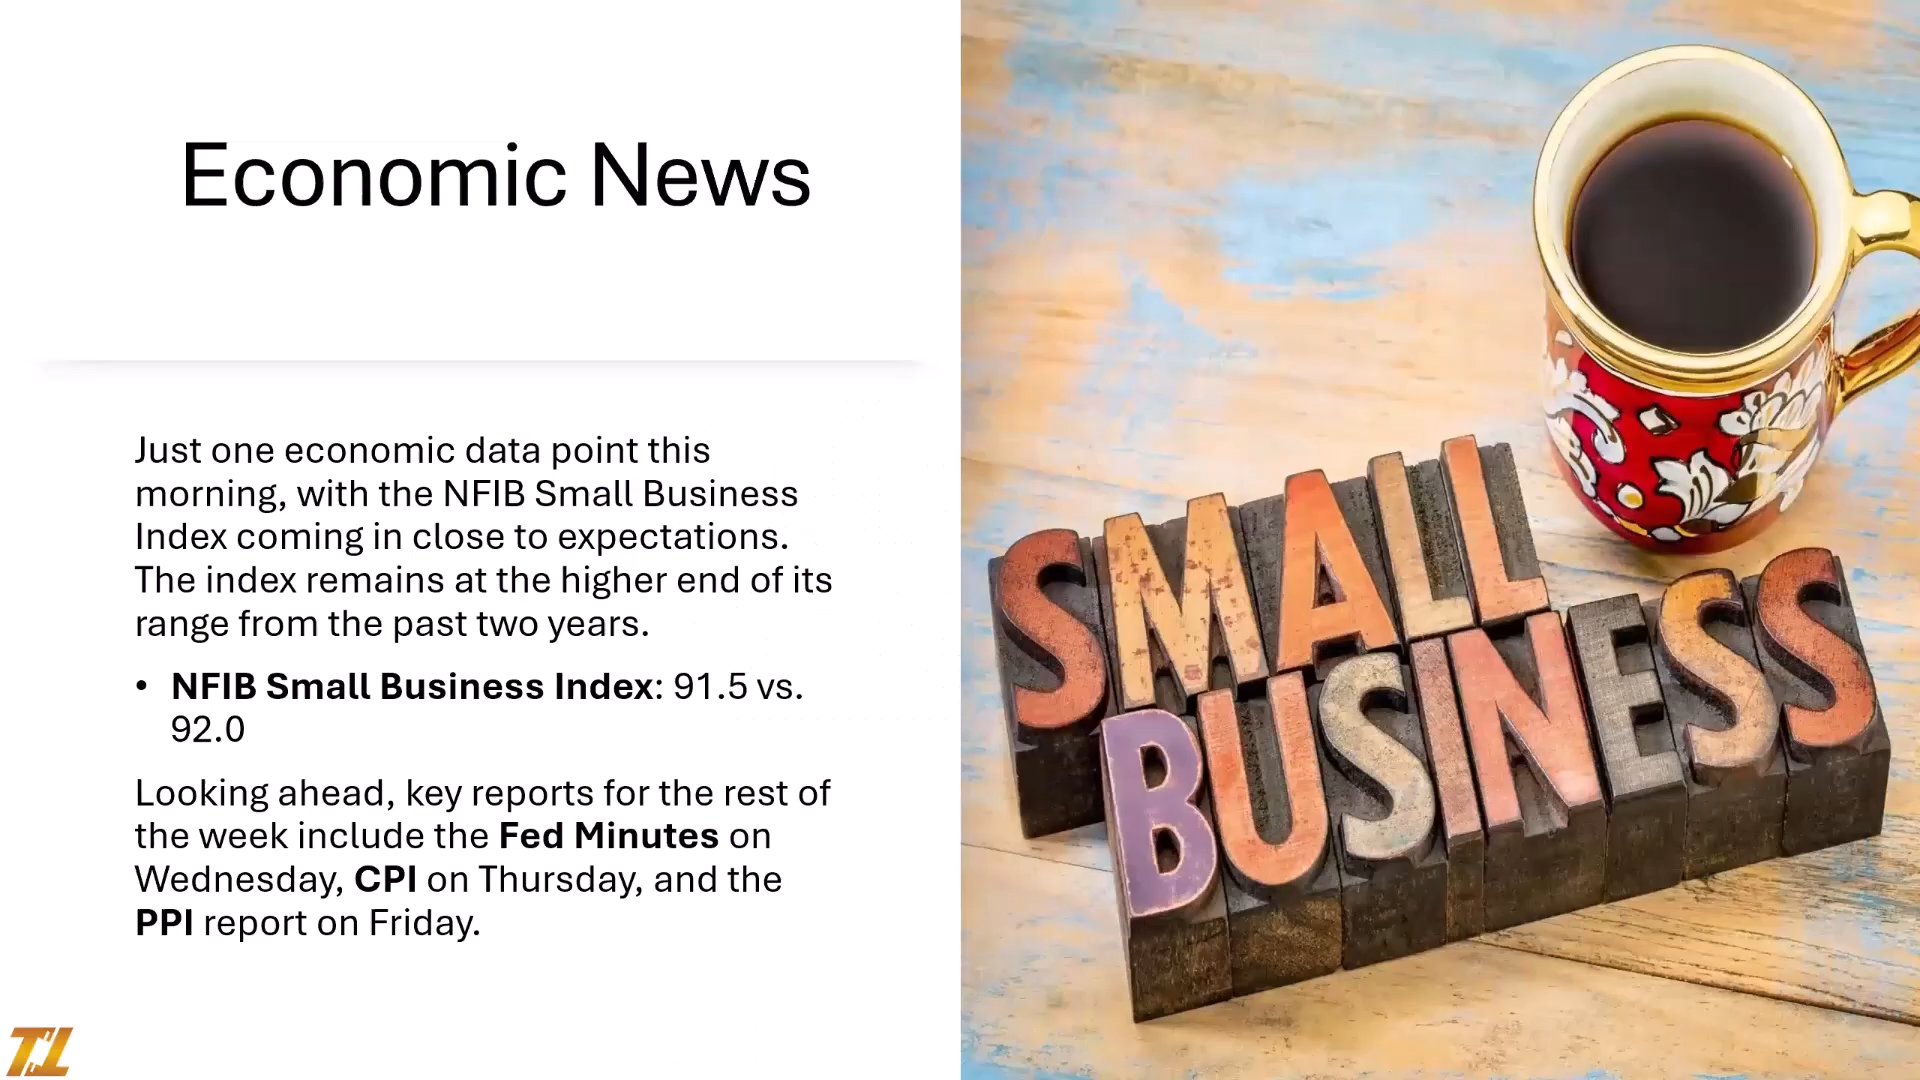 Economic News
Just one economic data point this
morning, with the NFIB Small Business
Index coming in close to expectations.
The index remains at the higher end of its
range from the past two years.
• NFIB Small Business Index: 91.5 vs.
92.0
Looking ahead, key reports for the rest of
the week include the Fed Minutes on
Wednesday, CPI on Thursday, and the
PPI report on Friday.
SMALL
BUSINESS